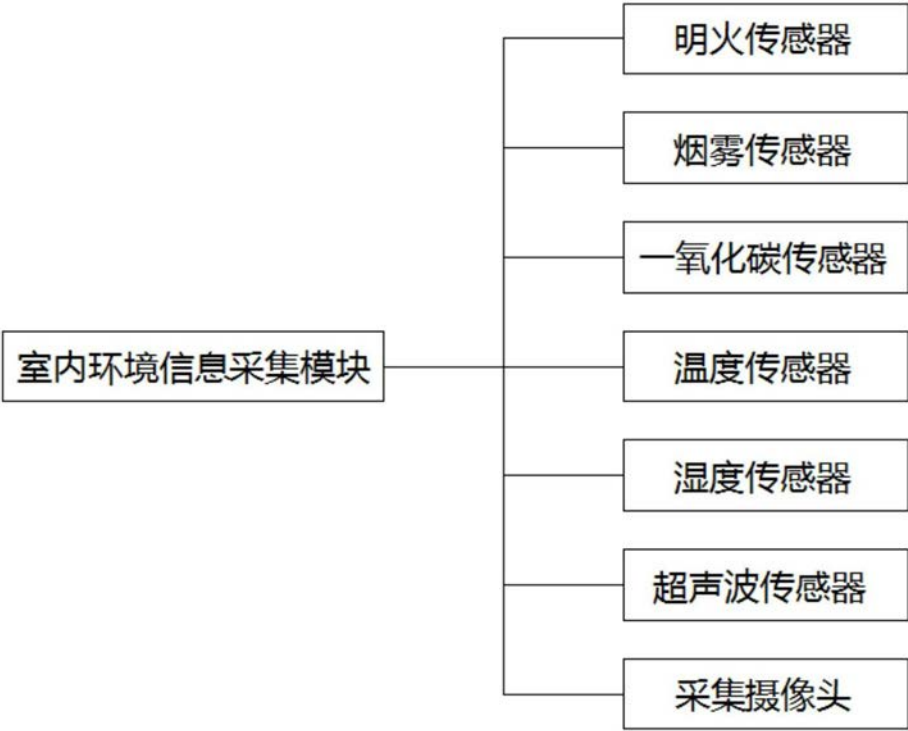 明火传感器
烟雾传感器
一氧化碳传感器
室内环境信息采集模块
温度传感器
湿度传感器
超声波传感器
采集摄像头